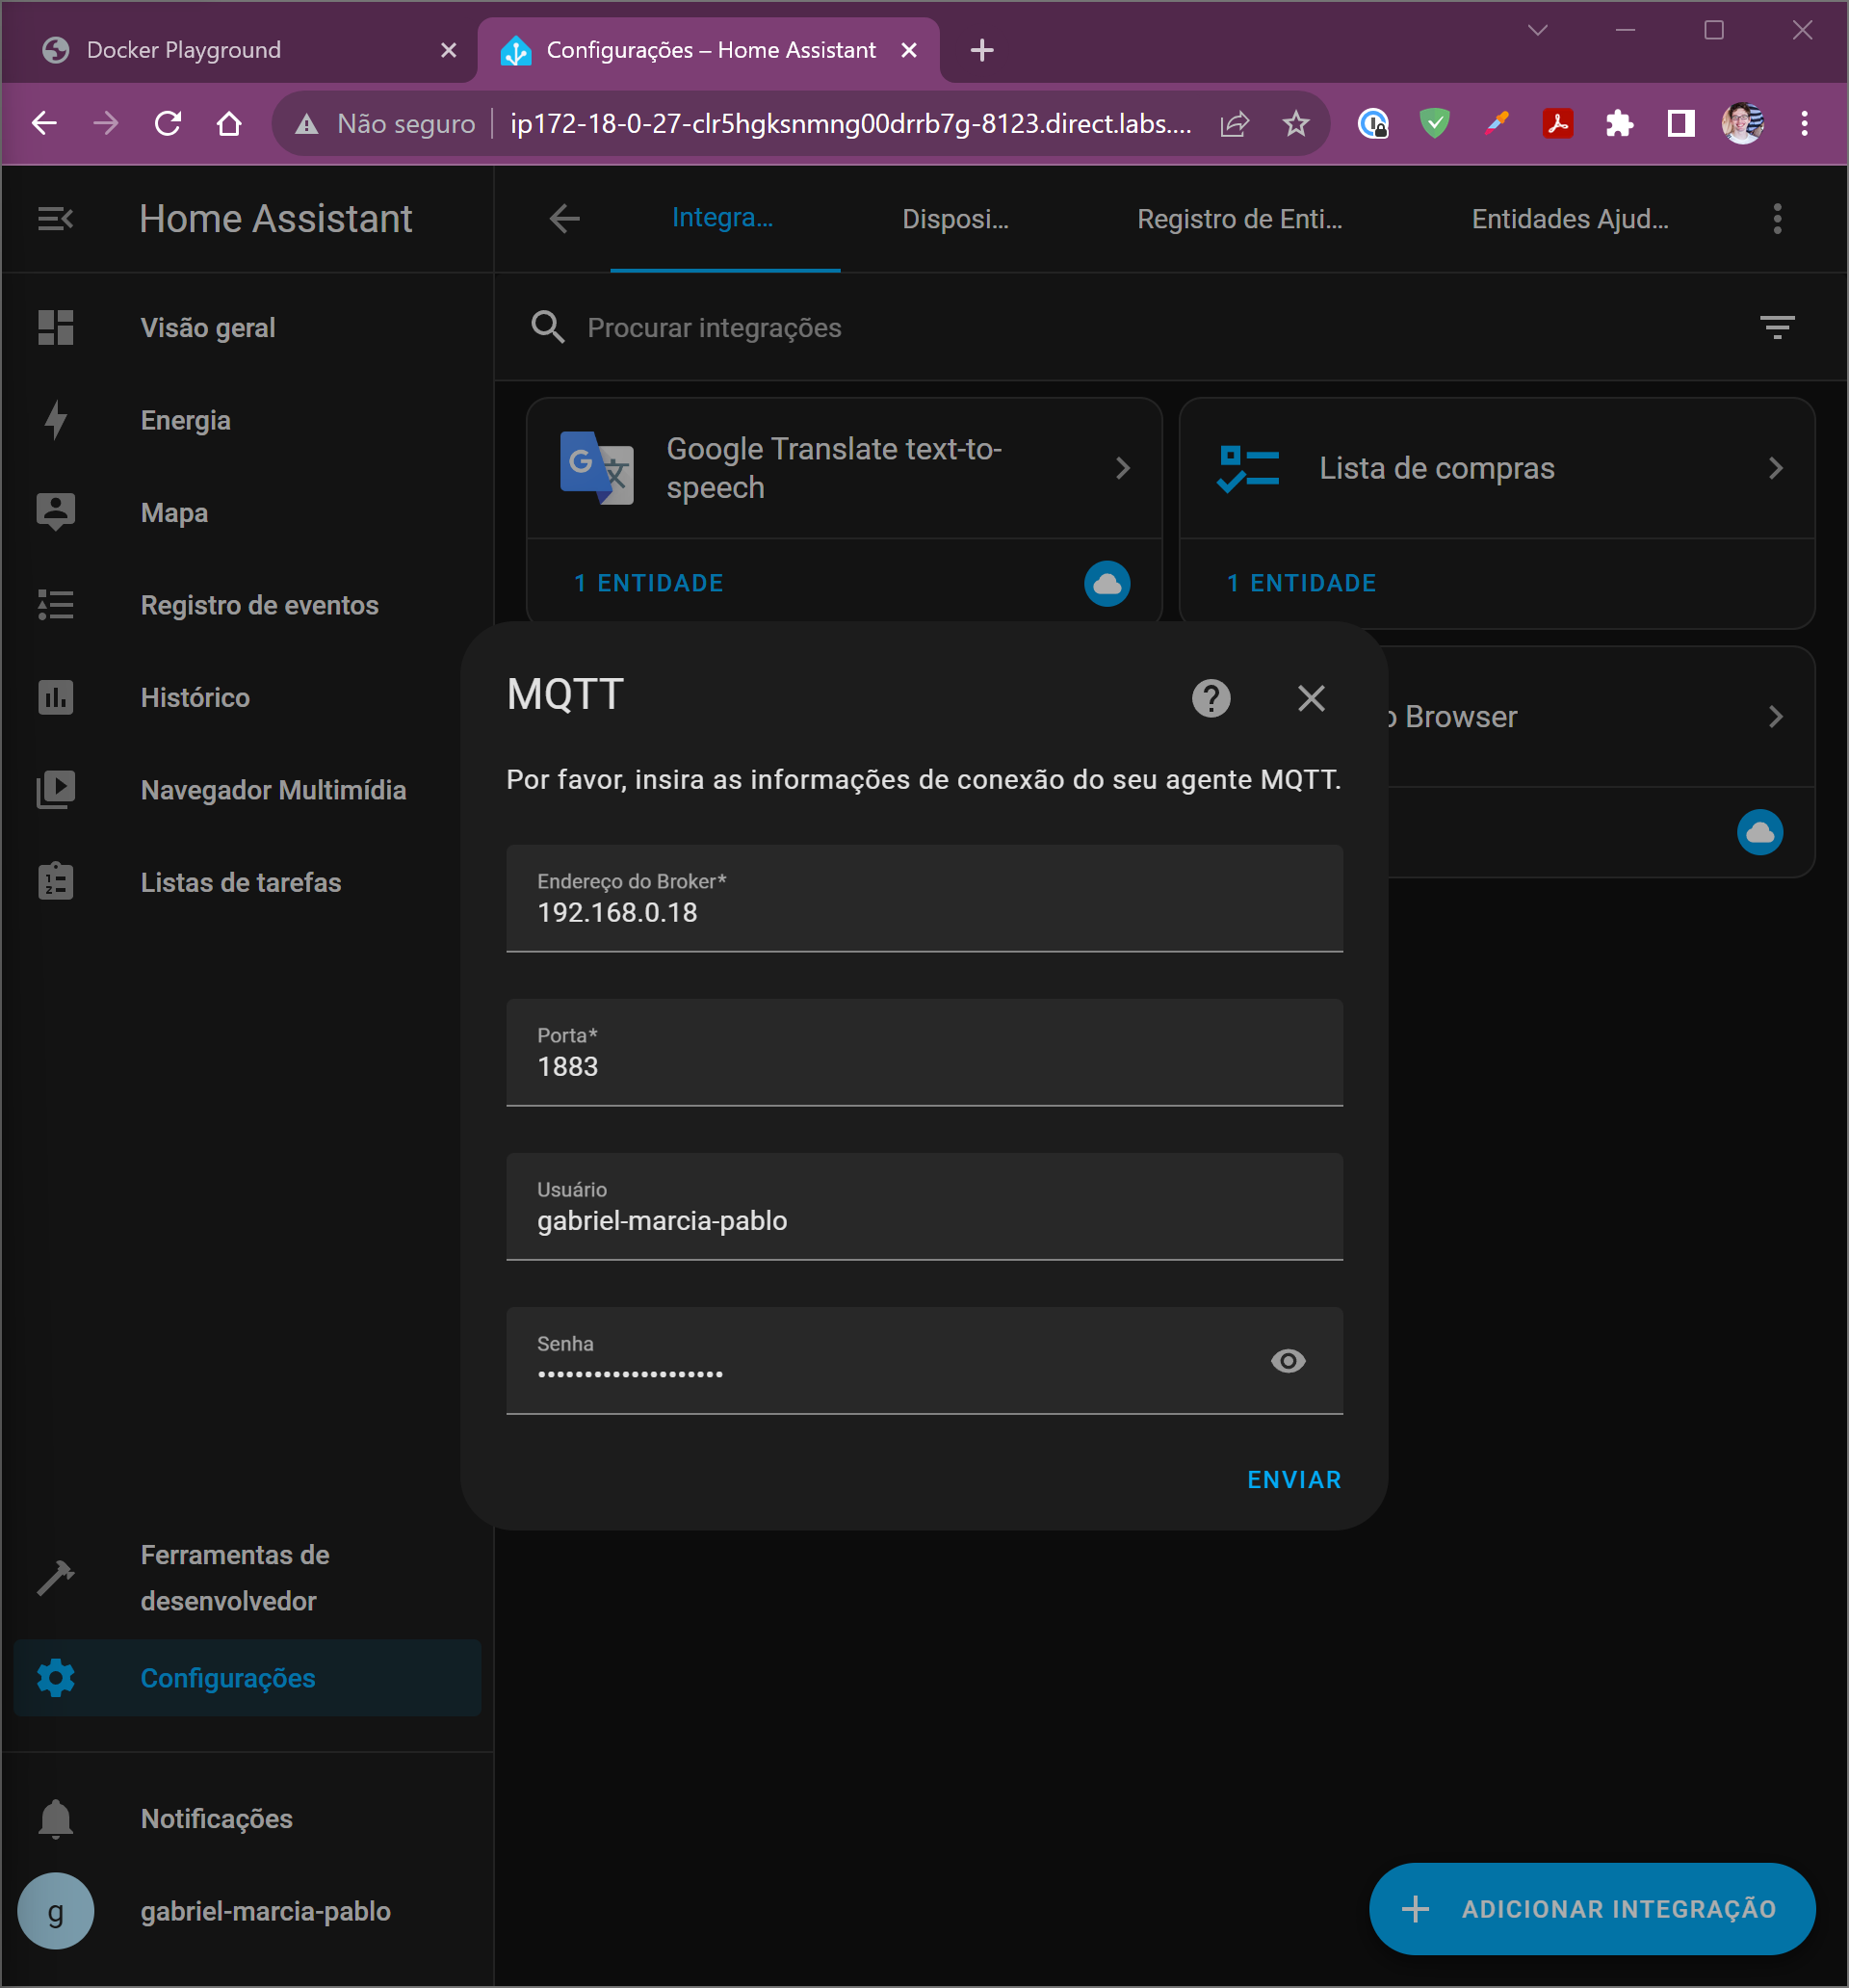 Docker Playground
Configurações – Home Assistant
Não seguro
ip172-18-0-27-clr5hgksnmng00drrb7g-8123.direct.labs....
Home Assistant
Integra...
Disposi...
Registro de Enti...
Entidades Ajud...
Visão geral
Procurar integrações
Energia
Mapa
Registro de eventos
Histórico
Navegador Multimídia
Listas de tarefas
Google Translate text-to-
speech
1 ENTIDADE
Lista de compras
1 ENTIDADE
Browser
MQTT
Por favor, insira as informações de conexão do seu agente MQTT.
Endereço do Broker*
192.168.0.18
Porta*
1883
Usuário
gabriel-marcia-pablo
Senha
••••••••••••••••••••
ENVIAR
Ferramentas de
desenvolvedor
Configurações
Notificações
g
gabriel-marcia-pablo
ADICIONAR INTEGRAÇÃO